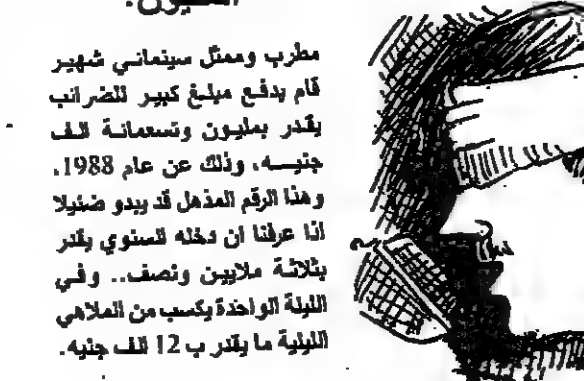 مطرب وممثل سينمائي شهير
قام بدفع مبلغ كبير للضرائب
يقدر بمليون وتسعمائة الف
جنيـــه، وذلك عن عام 1988.
وهذا الرقم المذهل قد يبدو ضئيلا
اذا عرفنا ان دخله السنوي يقدر
بثلاثة ملايين ونصف.. وفي
الليلة الواحدة يكسب من الملاهي
الليلية ما يقدر ب 12 الف جنيه.